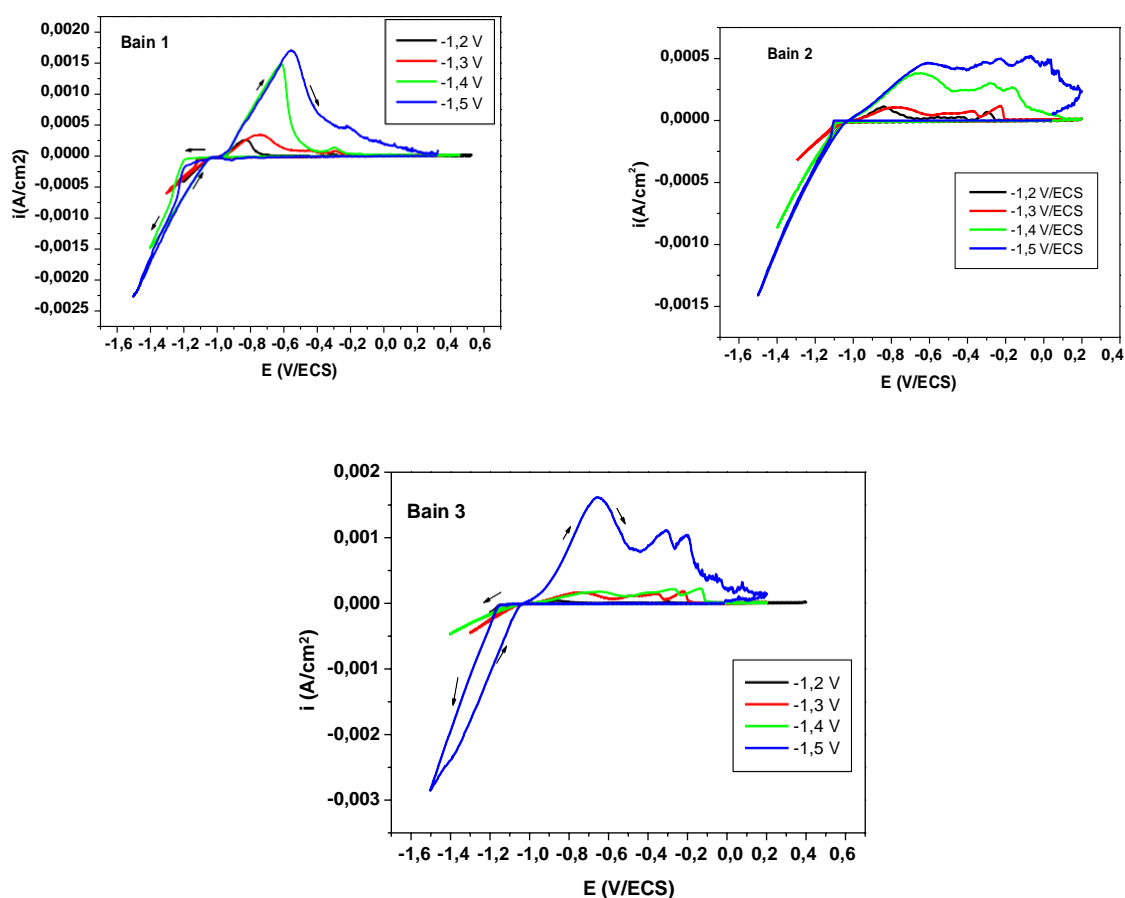 Bain 1
-1,2 V
-1,3 V
-1,4 V
-1,5 V
0,0020
0,0015
0,0010
0,0005
0,0000
-0,0005
-0,0010
-0,0015
-0,0020
-0,0025
i(A/cm2)
-1,6 -1,4 -1,2 -1,0 -0,8 -0,6 -0,4 -0,2 0,0 0,2 0,4 0,6
E (V/ECS)
Bain 2
0,0005
0,0000
-0,0005
-0,0010
-0,0015
i(A/cm²)
-1,2 V/ECS
-1,3 V/ECS
-1,4 V/ECS
-1,5 V/ECS
-1,6 -1,4 -1,2 -1,0 -0,8 -0,6 -0,4 -0,2 0,0 0,2 0,4
E (V/ECS)
Bain 3
0,002
0,001
0,000
-0,001
-0,002
-0,003
i (A/cm²)
-1,2 V
-1,3 V
-1,4 V
-1,5 V
-1,6 -1,4 -1,2 -1,0 -0,8 -0,6 -0,4 -0,2 0,0 0,2 0,4 0,6
E (V/ECS)